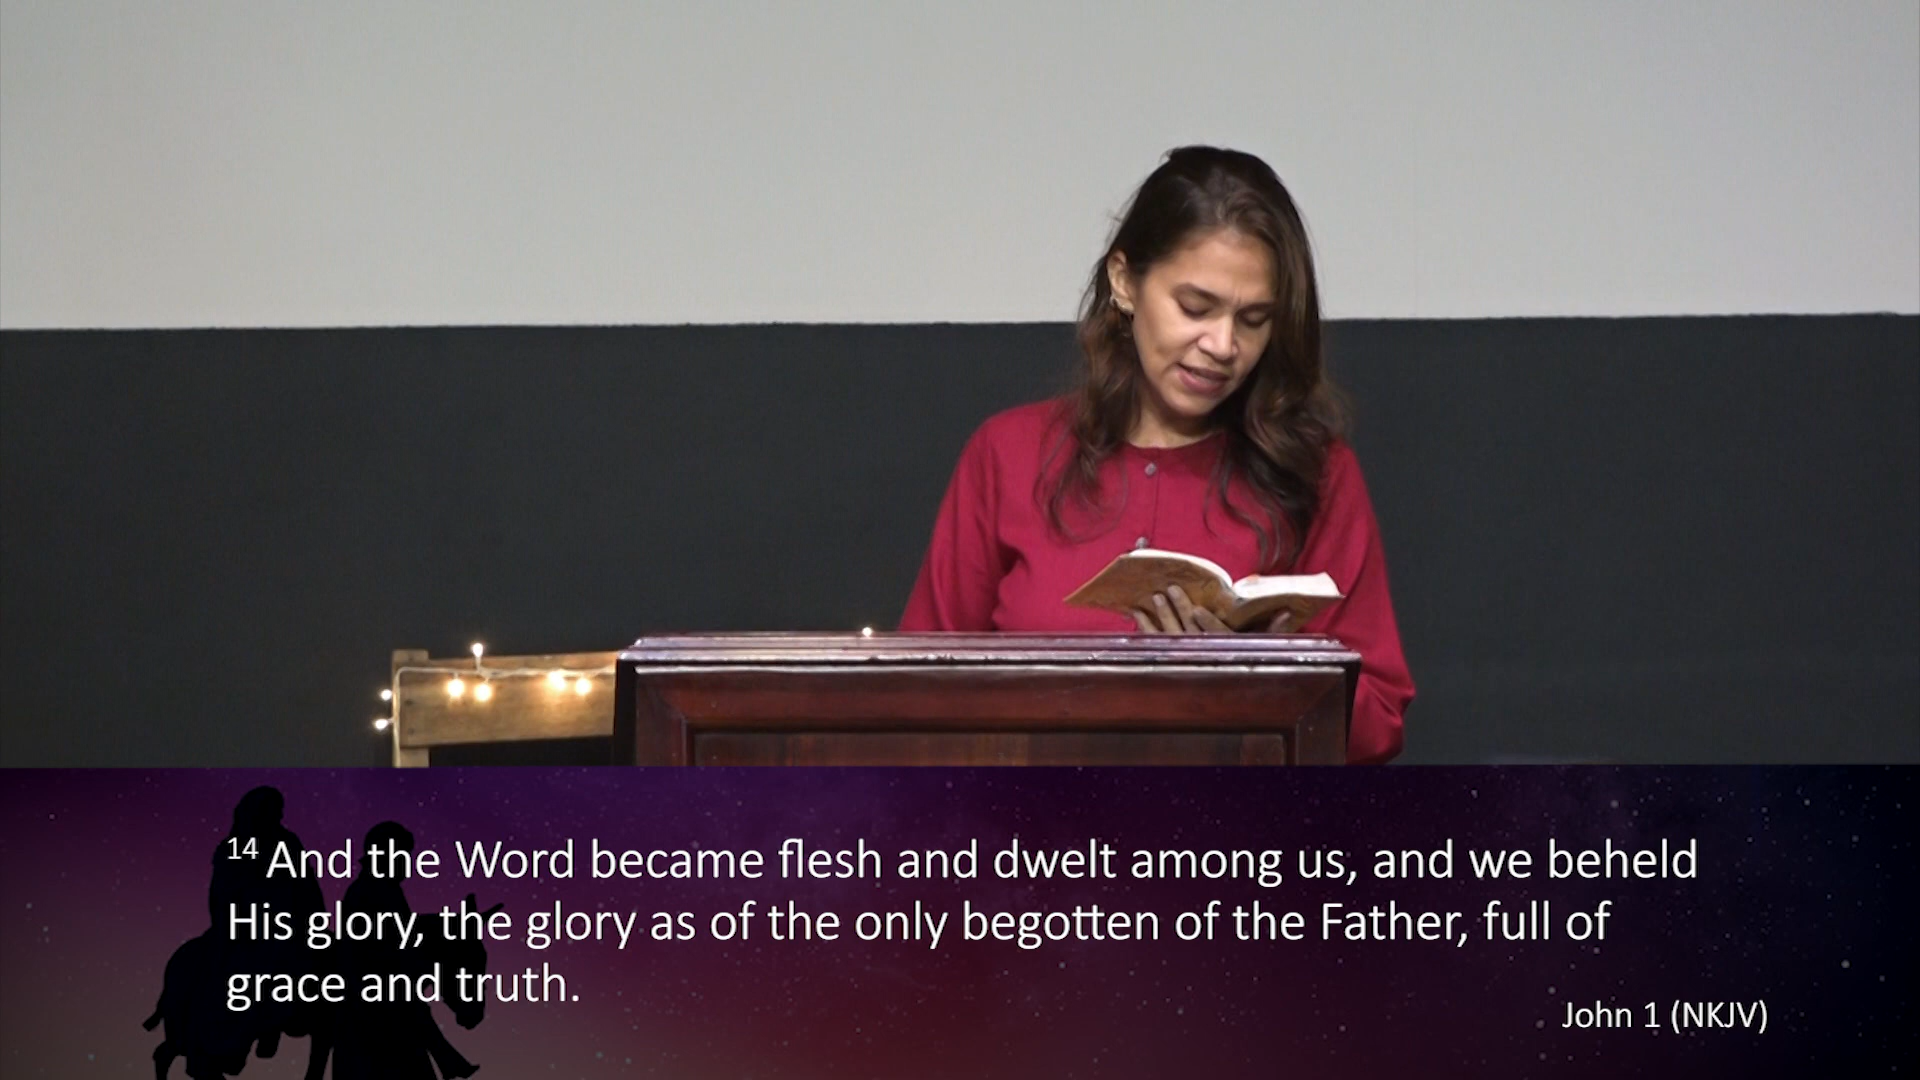 14 And the Word became flesh and dwelt among us, and we beheld
His glory, the glory as of the only begotten of the Father, full of
grace and truth.
John 1 (NKJV)